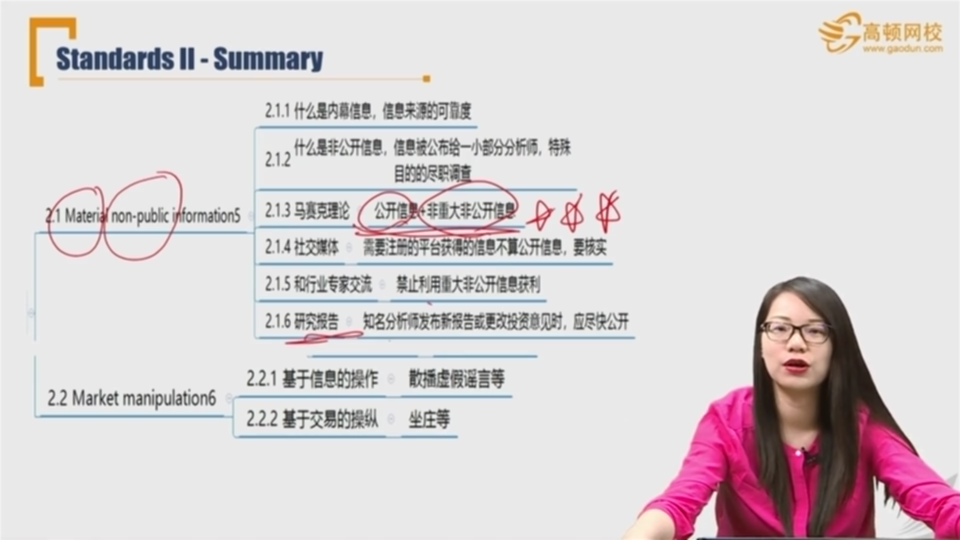 Standards II - Summary
高顿网校
www.gaodun.com
2.1 Material non-public information5
2.1.1 什么是内幕信息，信息来源的可靠度
2.1.2 什么是非公开信息，信息被公布给一小部分分析师，特殊
目的的尽职调查
2.1.3 马赛克理论 公开信息+非重大非公开信息
2.1.4 社交媒体 需要注册的平台获得的信息不算公开信息，要核实
2.1.5 和行业专家交流 禁止利用重大非公开信息获利
2.1.6 研究报告 知名分析师发布新报告或更改投资意见时，应尽快公开
2.2 Market manipulation6
2.2.1 基于信息的操作 散播虚假谣言等
2.2.2 基于交易的操纵 坐庄等